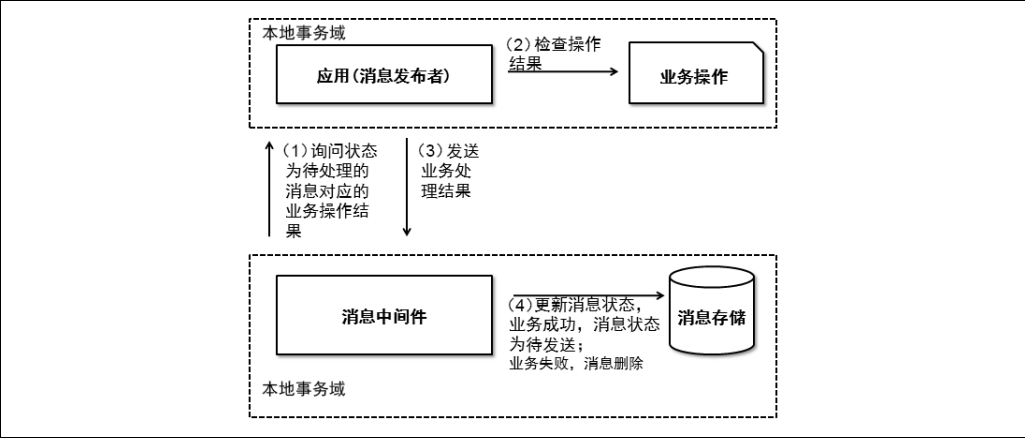 本地事务域
应用(消息发布者)
(2)检查操作
结果
业务操作
(1)询问状态
为待处理的
消息对应的
业务操作结
果
(3)发送
业务处
理结果
消息中间件
(4)更新消息状态,
业务成功,消息状态
为待发送;
业务失败,消息删除
消息存储
本地事务域